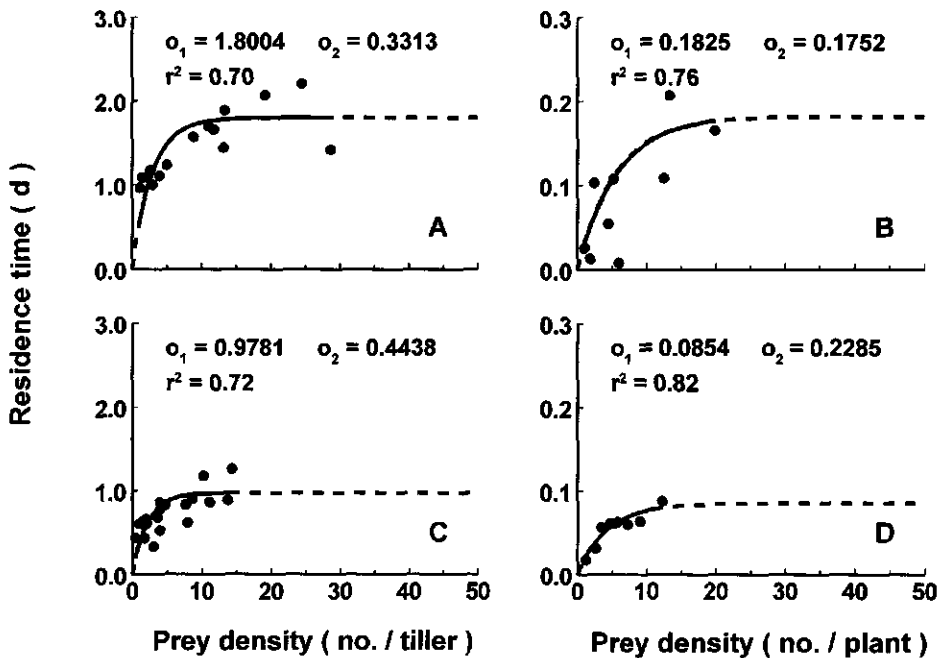 3.0
2.0
1.0
0.0
o₁ = 1.8004 o₂ = 0.3313
r² = 0.70
A
0.3
0.2
0.1
0.0
o₁ = 0.1825 o₂ = 0.1752
r² = 0.76
B
Residence time ( d )
3.0
2.0
1.0
0.0
o₁ = 0.9781 o₂ = 0.4438
r² = 0.72
C
0 10 20 30 40 50
Prey density ( no. / tiller )
0.3
0.2
0.1
0.0
o₁ = 0.0854 o₂ = 0.2285
r² = 0.82
D
0 10 20 30 40 50
Prey density ( no. / plant )